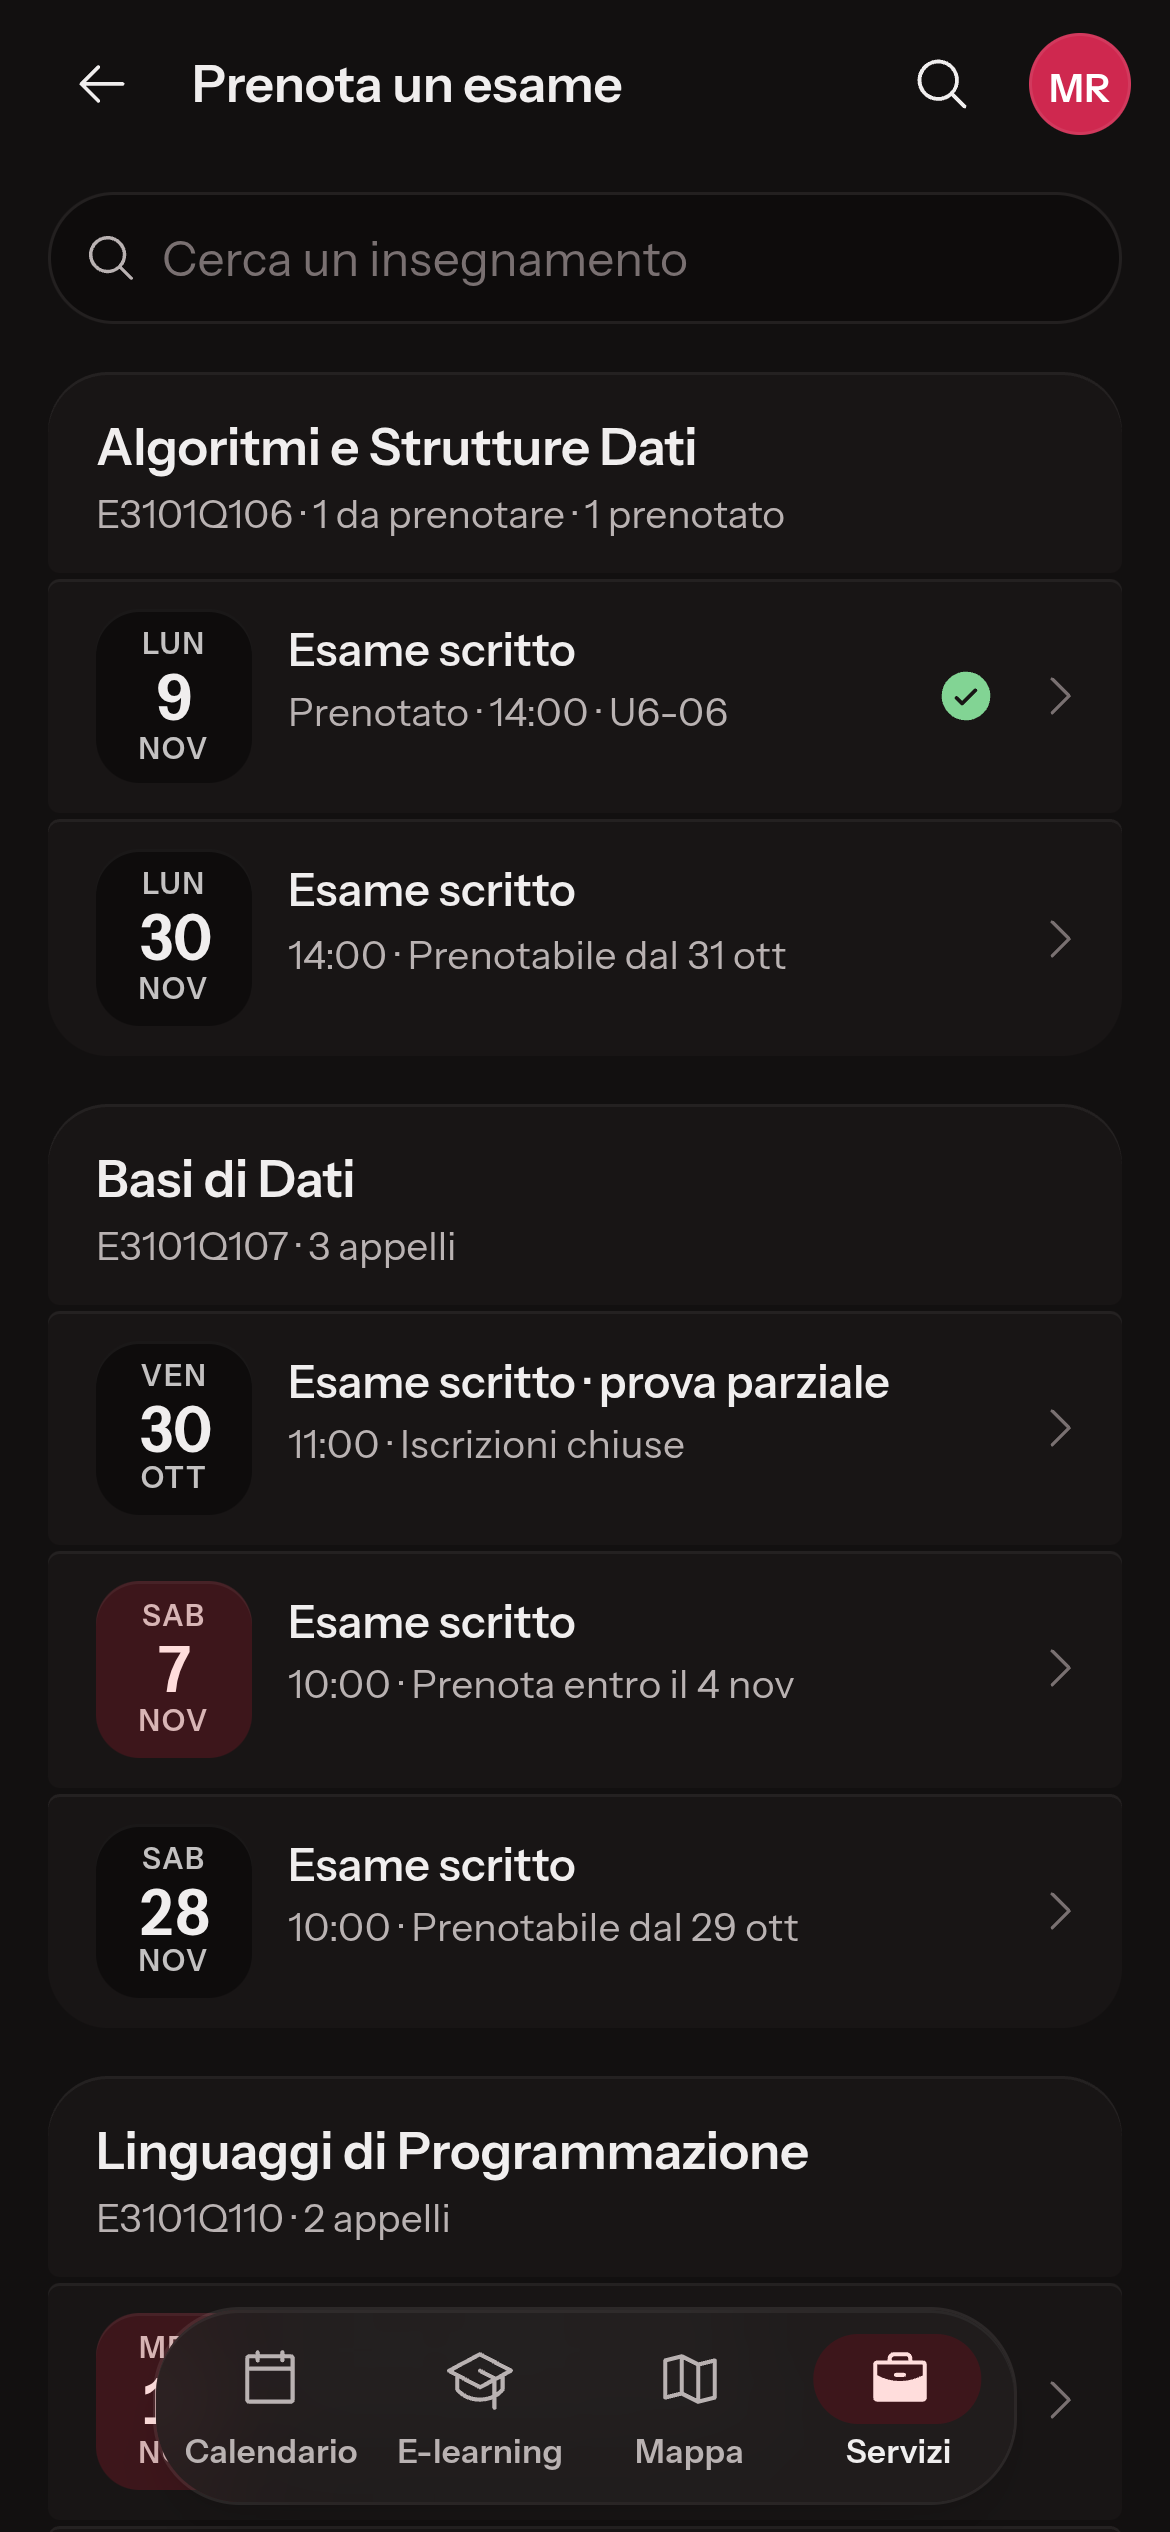 Prenota un esame
MR
Cerca un insegnamento
Algoritmi e Strutture Dati
E3101Q106 · 1 da prenotare · 1 prenotato
LUN
9
NOV
Esame scritto
Prenotato · 14:00 · U6-06
LUN
30
NOV
Esame scritto
14:00 · Prenotabile dal 31 ott
Basi di Dati
E3101Q107 · 3 appelli
VEN
30
OTT
Esame scritto · prova parziale
11:00 · Iscrizioni chiuse
SAB
7
NOV
Esame scritto
10:00 · Prenota entro il 4 nov
SAB
28
NOV
Esame scritto
10:00 · Prenotabile dal 29 ott
Linguaggi di Programmazione
E3101Q110 · 2 appelli
Calendario
E-learning
Mappa
Servizi